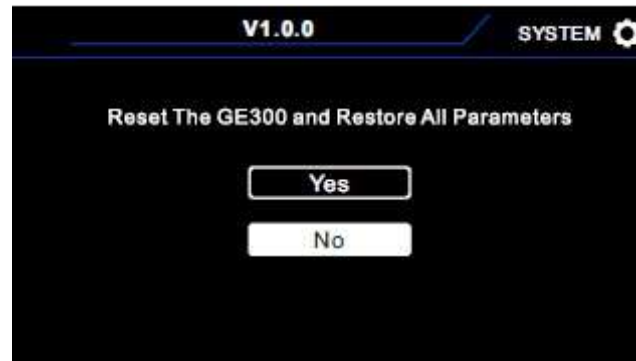 V1.0.0 SYSTEM
Reset The GE300 and Restore All Parameters
Yes
No